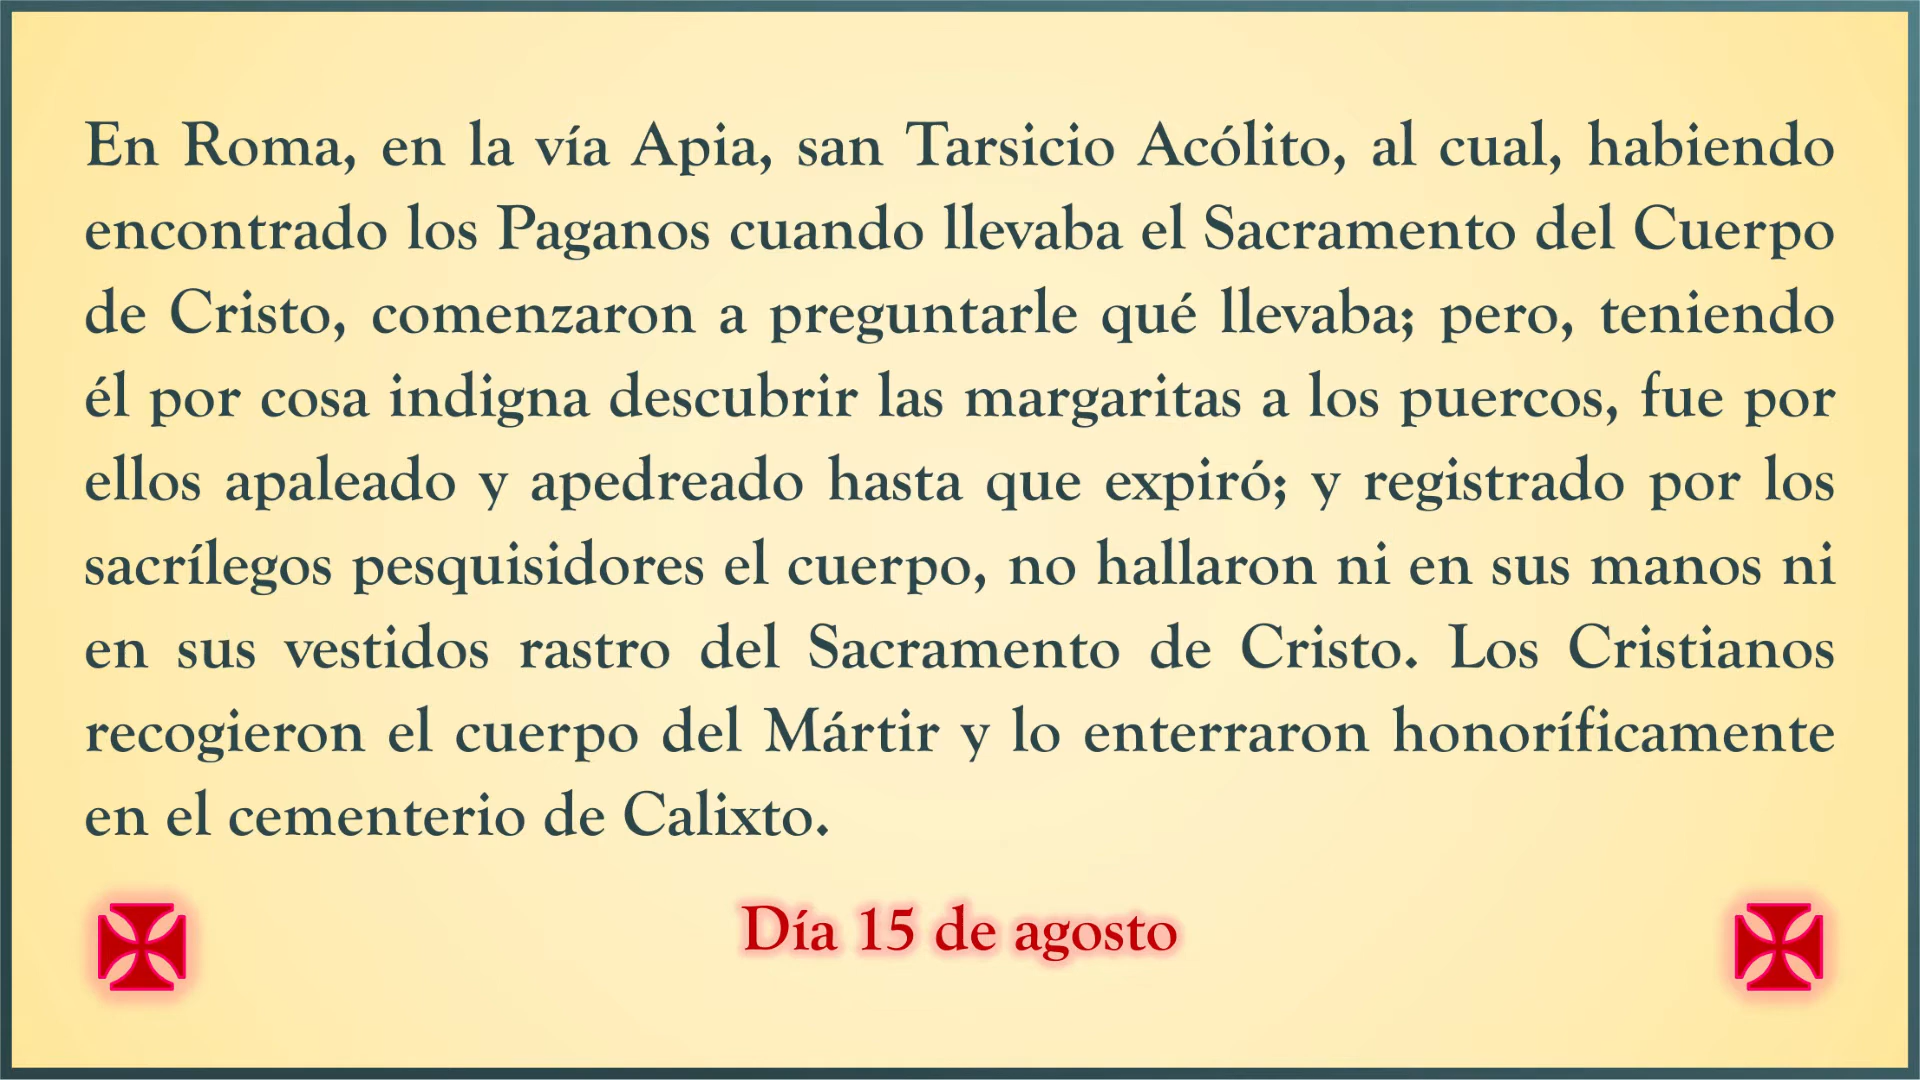 En Roma, en la vía Apia, san Tarsicio Acólito, al cual, habiendo
encontrado los Paganos cuando llevaba el Sacramento del Cuerpo
de Cristo, comenzaron a preguntarle qué llevaba; pero, teniendo
él por cosa indigna descubrir las margaritas a los puercos, fue por
ellos apaleado y apedreado hasta que expiró; y registrado por los
sacrílegos pesquisidores el cuerpo, no hallaron ni en sus manos ni
en sus vestidos rastro del Sacramento de Cristo. Los Cristianos
recogieron el cuerpo del Mártir y lo enterraron honoríficamente
en el cementerio de Calixto.
Día 15 de agosto